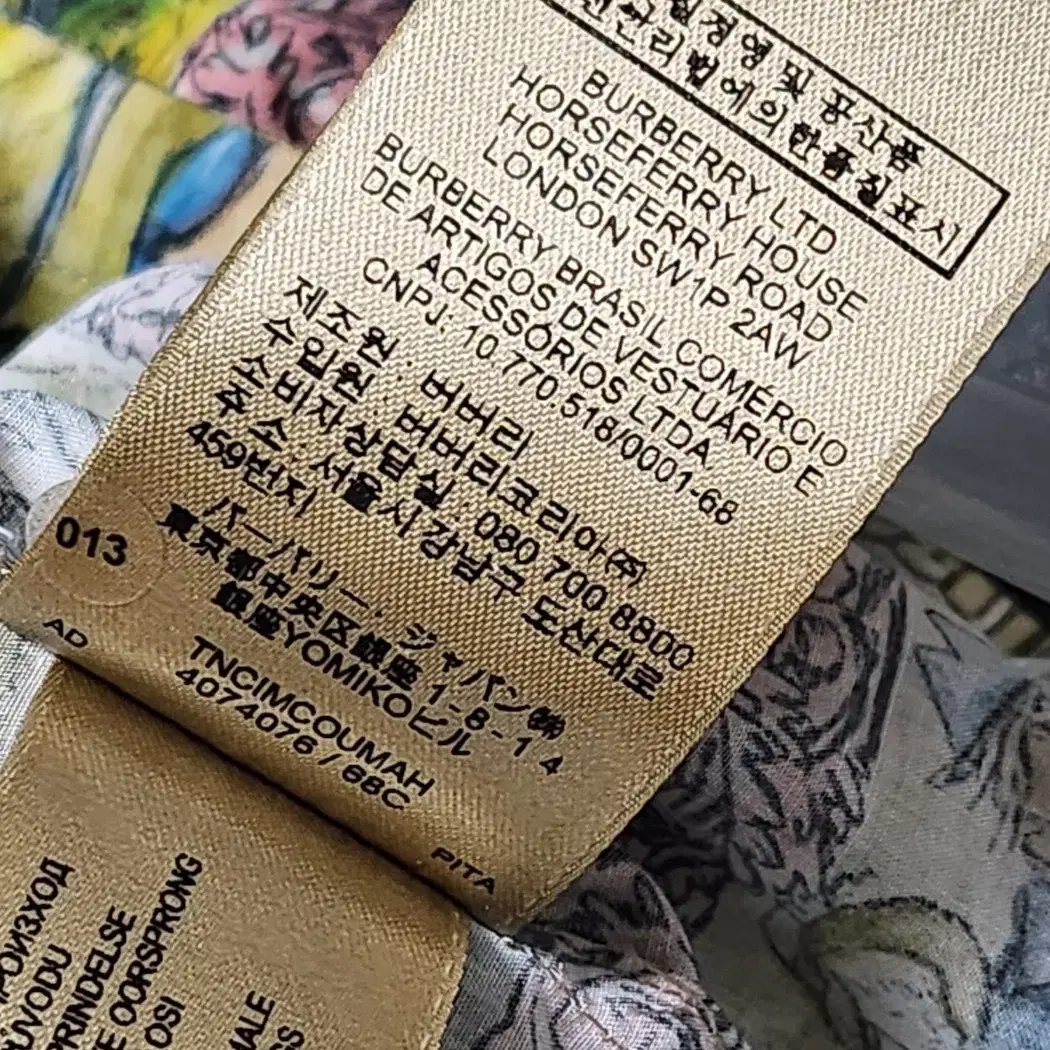 품질경영 및 공산품
안전관리법에의한품질표시
BURBERRY LTD
HORSEFERRY HOUSE
HORSEFERRY ROAD
LONDON SW1P 2AW
BURBERRY BRASIL COMÉRCIO
DE ARTIGOS DE VESTUÁRIO E
ACESSÓRIOS LTDA
CNPJ: 10.770.518/0001-68
제조원 : 버버리
수입원 : 버버리코리아㈜
소비자상담실 : 080 700 8800
주소 : 서울시강남구 도산대로
459번지
バーバリー・ジャパン㈱
東京都中央区銀座1-8-14
銀座YOMIKOビル
013
TNCIMCOUMAH
4074076 / 68C
AD
PITA
ПРОИЗХОД
PŮVODU
OPRINDELSE
OORSPRONG